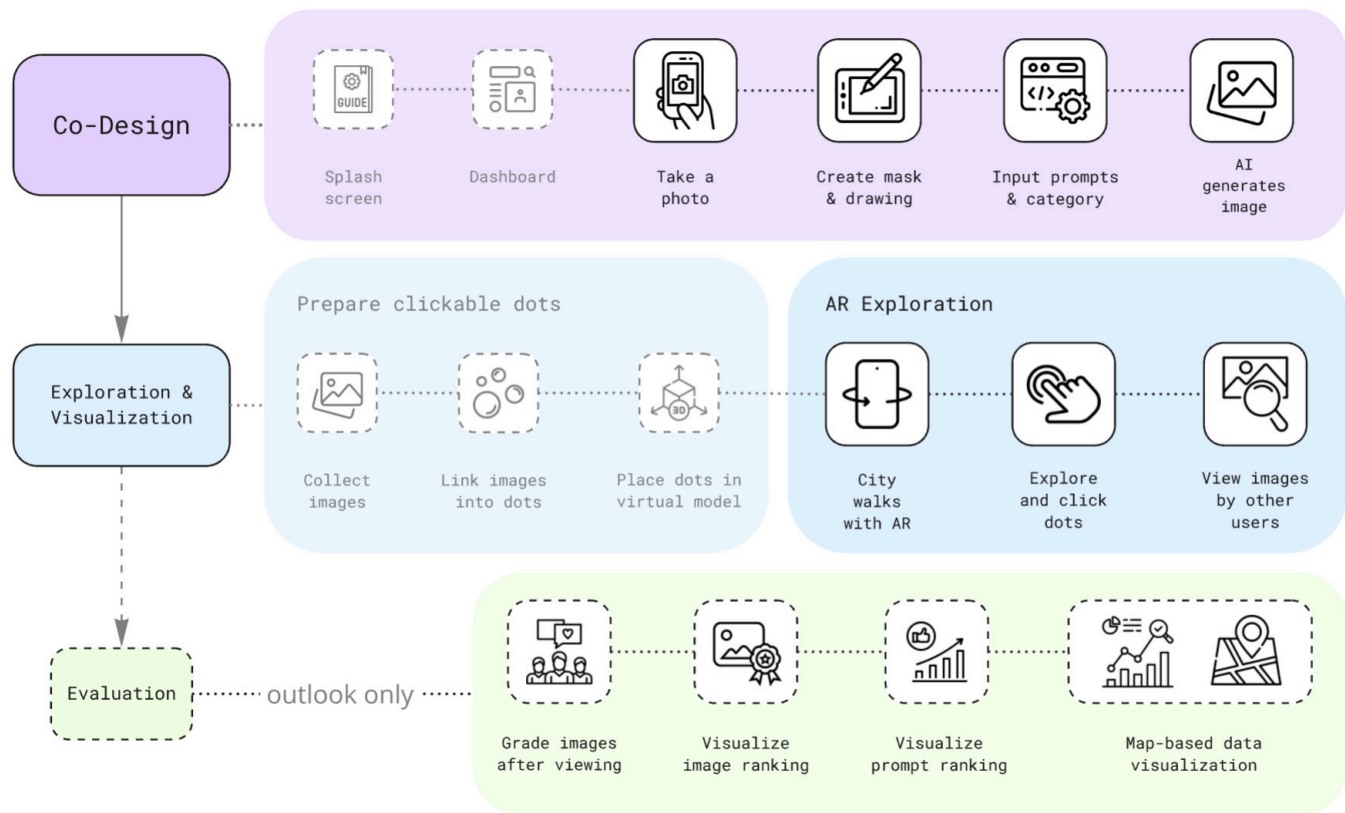 Co-Design
GUIDE
</>
Splash
screen
Dashboard
Take a
photo
Create mask
& drawing
Input prompts
& category
AI
generates
image
Exploration &
Visualization
Prepare clickable dots
3D
Collect
images
Link images
into dots
Place dots in
virtual model
AR Exploration
City
walks
with AR
Explore
and click
dots
View images
by other
users
Evaluation
outlook only
Grade images
after viewing
Visualize
image ranking
Visualize
prompt ranking
Map-based data
visualization